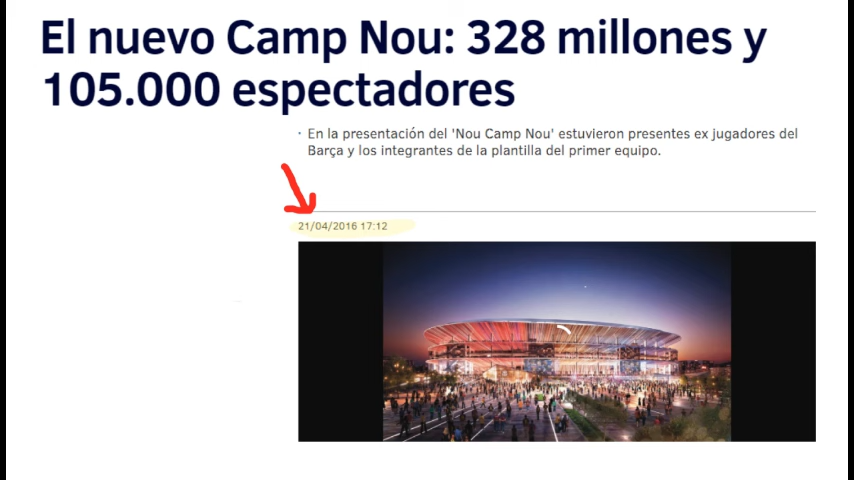 El nuevo Camp Nou: 328 millones y
105.000 espectadores
· En la presentación del 'Nou Camp Nou' estuvieron presentes ex jugadores del
Barça y los integrantes de la plantilla del primer equipo.
21/04/2016 17:12